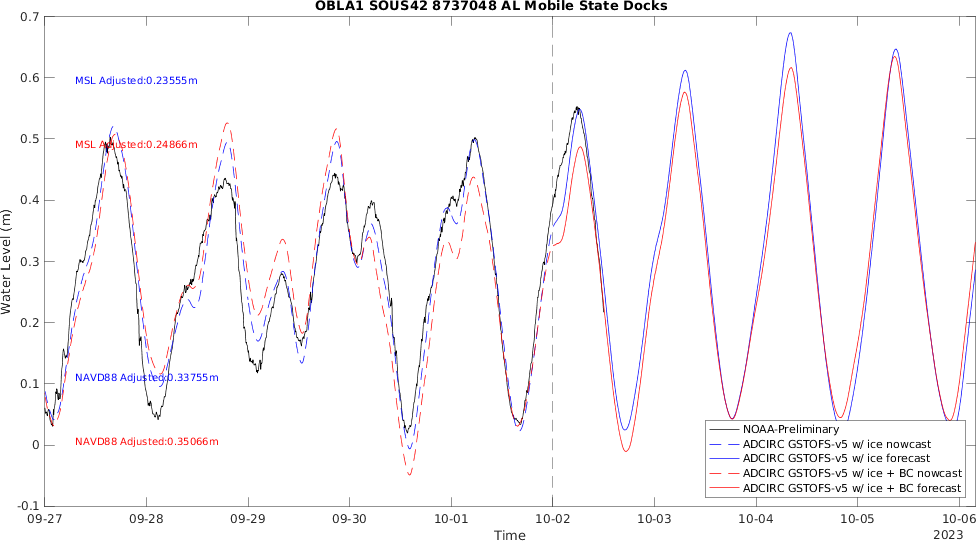 OBLA1 SOUS42 8737048 AL Mobile State Docks
Water Level (m)
0.7
0.6
0.5
0.4
0.3
0.2
0.1
0
-0.1
MSL Adjusted:0.23555m
MSL Adjusted:0.24866m
NAVD88 Adjusted:0.33755m
NAVD88 Adjusted:0.35066m
NOAA-Preliminary
ADCIRC GSTOFS-v5 w/ ice nowcast
ADCIRC GSTOFS-v5 w/ ice forecast
ADCIRC GSTOFS-v5 w/ ice + BC nowcast
ADCIRC GSTOFS-v5 w/ ice + BC forecast
09-27 09-28 09-29 09-30 10-01 10-02 10-03 10-04 10-05 10-06
Time
2023